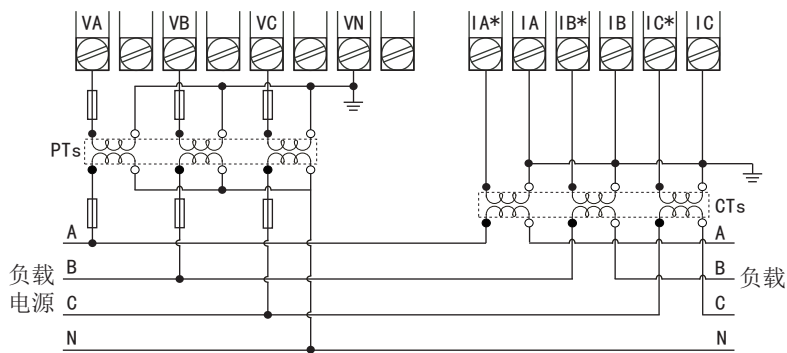 VA VB VC VN IA* IA IB* IB IC* IC
PTs
CTs
A A
负载 B B 负载
电源 C C
N N